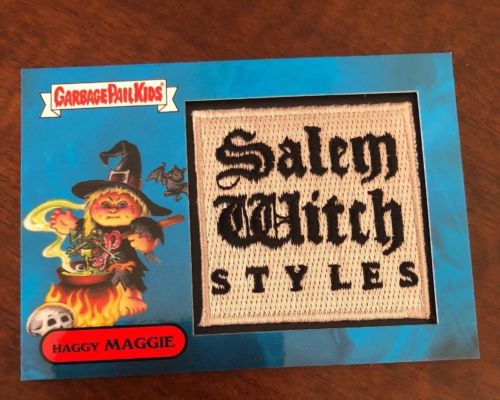 GARBAGE PAIL KIDS
Salem
Witch
STYLES
HAGGY MAGGIE